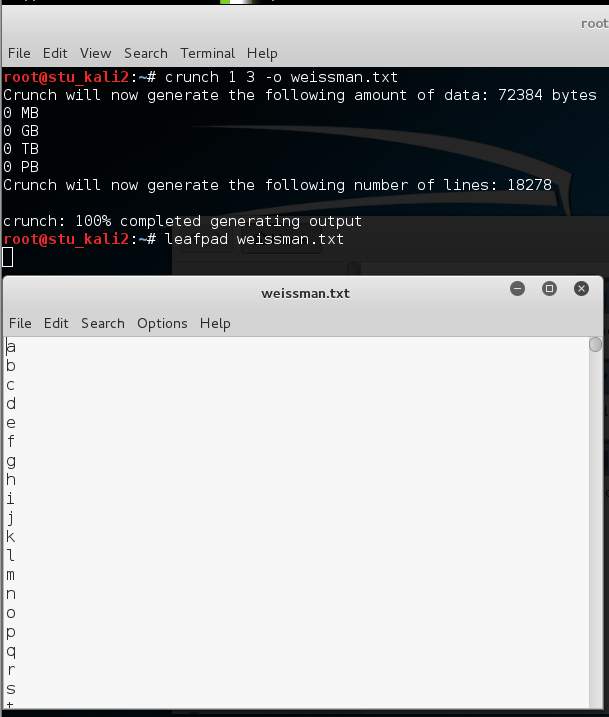 root
File Edit View Search Terminal Help
root@stu_kali2:~# crunch 1 3 -o weissman.txt
Crunch will now generate the following amount of data: 72384 bytes
0 MB
0 GB
0 TB
0 PB
Crunch will now generate the following number of lines: 18278
crunch: 100% completed generating output
root@stu_kali2:~# leafpad weissman.txt
weissman.txt
File Edit Search Options Help
a
b
c
d
e
f
g
h
i
j
k
l
m
n
o
p
q
r
s
t